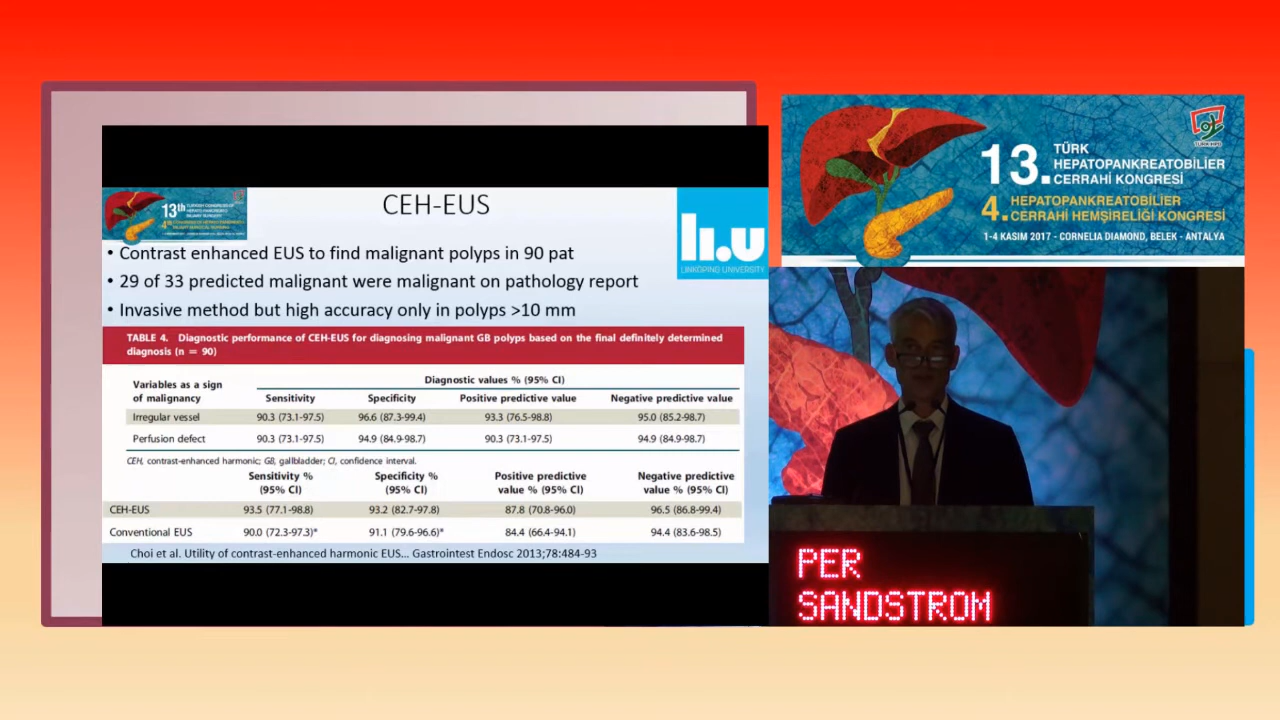 CEH-EUS
13th
TURKISH CONGRESS OF
HEPATO PANCREATO
BILIARY SURGERY
li.u
LINKÖPING UNIVERSITY
• Contrast enhanced EUS to find malignant polyps in 90 pat
• 29 of 33 predicted malignant were malignant on pathology report
• Invasive method but high accuracy only in polyps >10 mm
TABLE 4. Diagnostic performance of CEH-EUS for diagnosing malignant GB polyps based on the final definitely determined
diagnosis (n = 90)
Variables as a sign
of malignancy
Diagnostic values % (95% CI)
Sensitivity Specificity Positive predictive value Negative predictive value
Irregular vessel 90.3 (73.1-97.5) 96.6 (87.3-99.4) 93.3 (76.5-98.8) 95.0 (85.2-98.7)
Perfusion defect 90.3 (73.1-97.5) 94.9 (84.9-98.7) 90.3 (73.1-97.5) 94.9 (84.9-98.7)
CEH, contrast-enhanced harmonic; GB, gallbladder; CI, confidence interval.
Sensitivity % Specificity % Positive predictive Negative predictive
(95% CI) (95% CI) value % (95% CI) value % (95% CI)
CEH-EUS 93.5 (77.1-98.8) 93.2 (82.7-97.8) 87.8 (70.8-96.0) 96.5 (86.8-99.4)
Conventional EUS 90.0 (72.3-97.3)* 91.1 (79.6-96.6)* 84.4 (66.4-94.1) 94.4 (83.6-98.5)
Choi et al. Utility of contrast-enhanced harmonic EUS... Gastrointest Endosc 2013;78:484-93
13. TÜRK
HEPATOPANKREATOBİLİER
CERRAHİ KONGRESİ
4. HEPATOPANKREATOBİLİER
CERRAHİ HEMŞİRELİĞİ KONGRESİ
1-4 KASIM 2017 - CORNELIA DIAMOND, BELEK - ANTALYA
PER
SANDSTROM